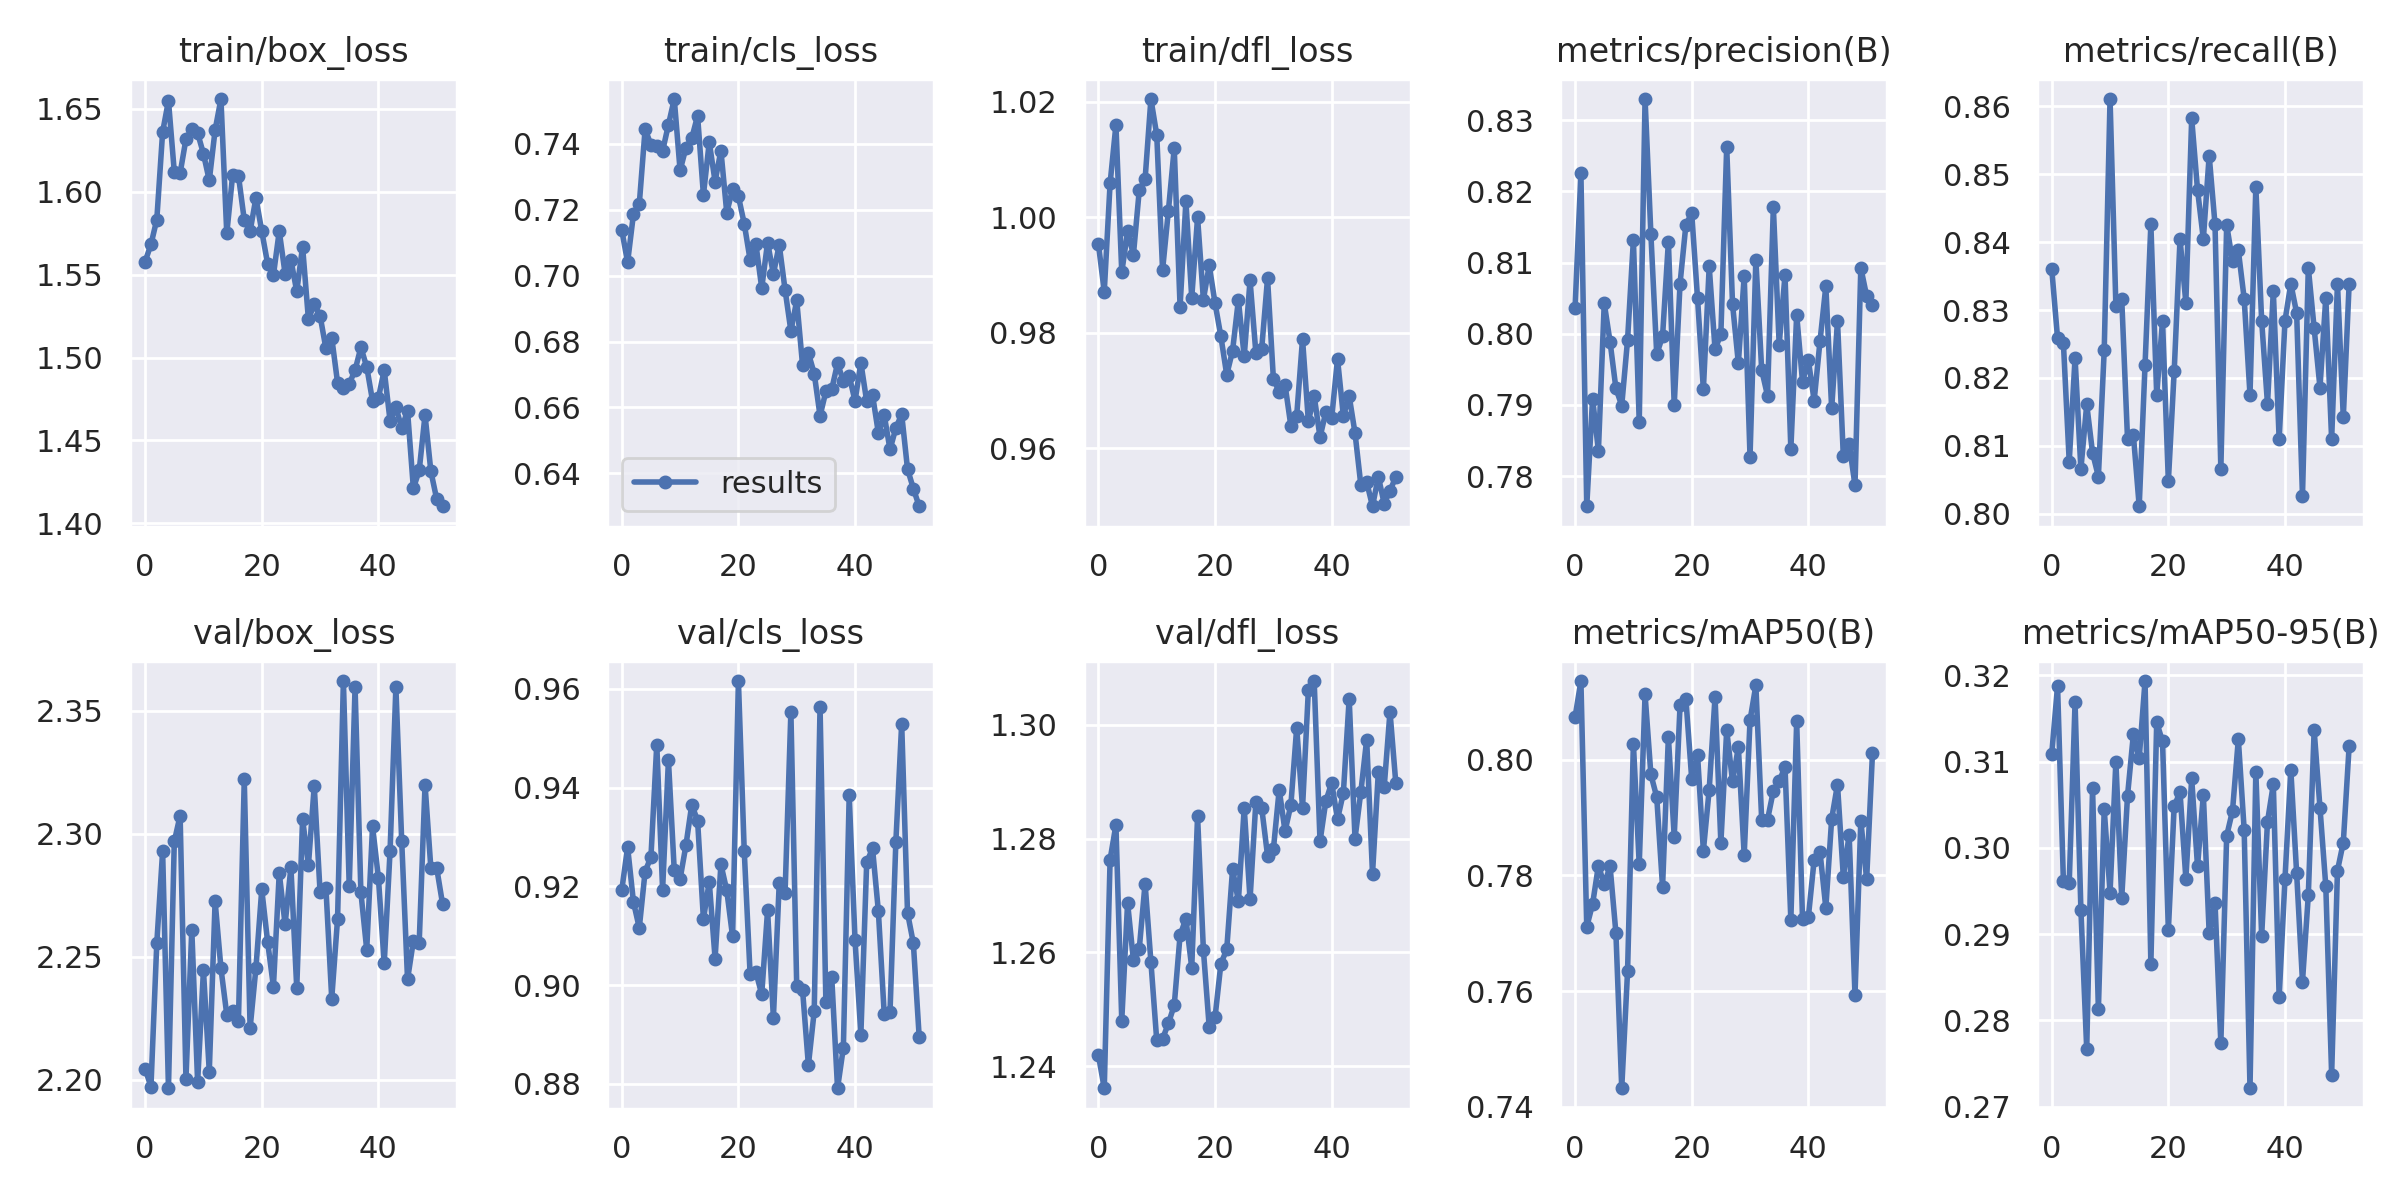 train/box_loss
1.65
1.60
1.55
1.50
1.45
1.40
0 20 40
train/cls_loss
0.74
0.72
0.70
0.68
0.66
0.64
results
0 20 40
train/dfl_loss
1.02
1.00
0.98
0.96
0 20 40
metrics/precision(B)
0.83
0.82
0.81
0.80
0.79
0.78
0 20 40
metrics/recall(B)
0.86
0.85
0.84
0.83
0.82
0.81
0.80
0 20 40
val/box_loss
2.35
2.30
2.25
2.20
0 20 40
val/cls_loss
0.96
0.94
0.92
0.90
0.88
0 20 40
val/dfl_loss
1.30
1.28
1.26
1.24
0 20 40
metrics/mAP50(B)
0.80
0.78
0.76
0.74
0 20 40
metrics/mAP50-95(B)
0.32
0.31
0.30
0.29
0.28
0.27
0 20 40